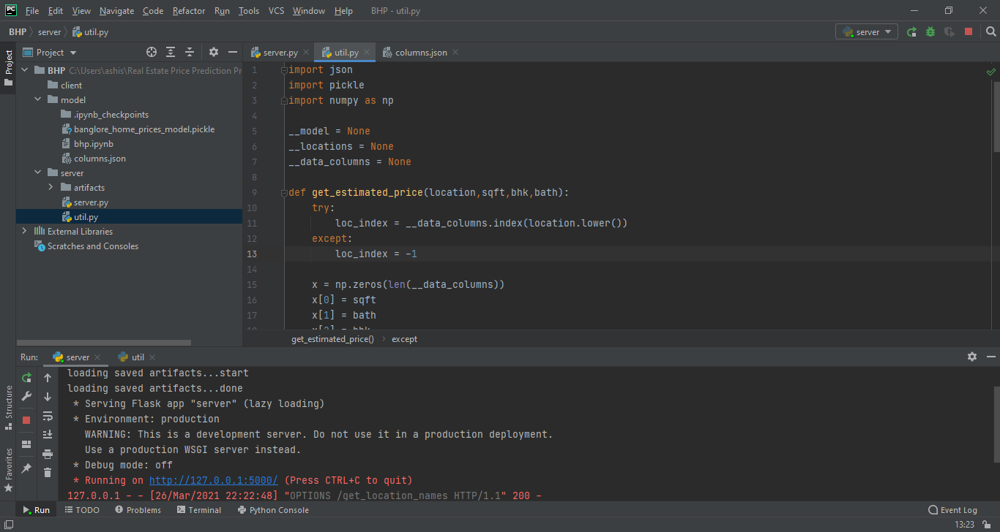 PC File Edit View Navigate Code Refactor Run Tools VCS Window Help BHP - util.py
BHP server util.py server
Project
Project
BHP C:\Users\ashis\Real Estate Price Prediction Pr
client
model
.ipynb_checkpoints
banglore_home_prices_model.pickle
bhp.ipynb
columns.json
server
artifacts
server.py
util.py
External Libraries
Scratches and Consoles
server.py util.py columns.json
1 import json
2 import pickle
3 import numpy as np
4
5 __model = None
6 __locations = None
7 __data_columns = None
8
9 def get_estimated_price(location,sqft,bhk,bath):
10 try:
11 loc_index = __data_columns.index(location.lower())
12 except:
13 loc_index = -1
14
15 x = np.zeros(len(__data_columns))
16 x[0] = sqft
17 x[1] = bath
18 x[2] = bhk
get_estimated_price() except
Run: server util
loading saved artifacts...start
loading saved artifacts...done
* Serving Flask app "server" (lazy loading)
* Environment: production
WARNING: This is a development server. Do not use it in a production deployment.
Use a production WSGI server instead.
* Debug mode: off
* Running on http://127.0.0.1:5000/ (Press CTRL+C to quit)
127.0.0.1 - - [26/Mar/2021 22:22:48] "OPTIONS /get_location_names HTTP/1.1" 200 -
Structure
Favorites
Run TODO Problems Terminal Python Console Event Log
13:23